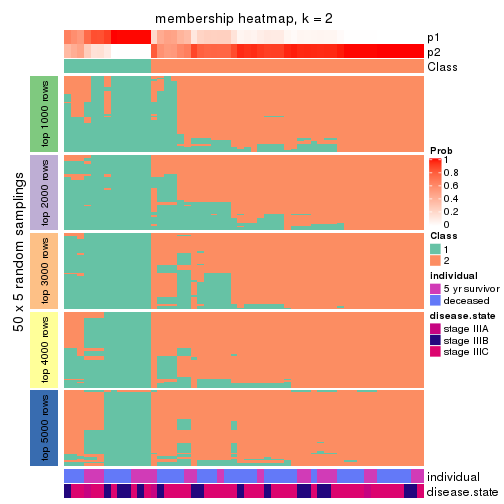 membership heatmap, k = 2
p1
p2
Class
50 x 5 random samplings
top 1000 rows
top 2000 rows
top 3000 rows
top 4000 rows
top 5000 rows
individual
disease.state
Prob
1
0.8
0.6
0.4
0.2
0
Class
1
2
individual
5 yr survivor
deceased
disease.state
stage IIIA
stage IIIB
stage IIIC